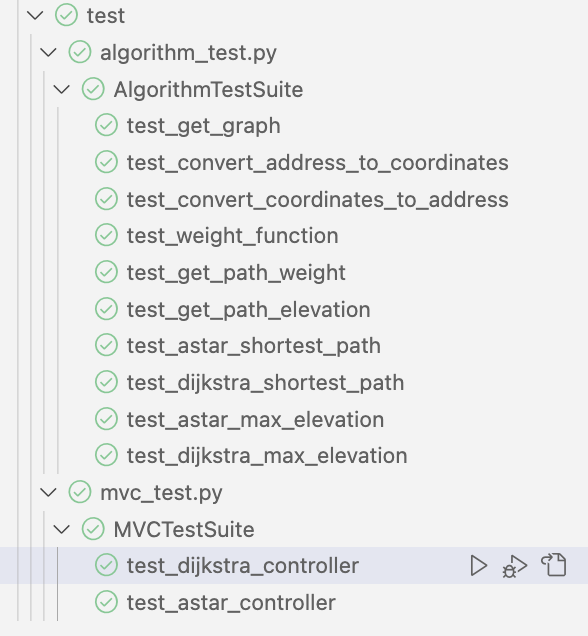 test
algorithm_test.py
AlgorithmTestSuite
test_get_graph
test_convert_address_to_coordinates
test_convert_coordinates_to_address
test_weight_function
test_get_path_weight
test_get_path_elevation
test_astar_shortest_path
test_dijkstra_shortest_path
test_astar_max_elevation
test_dijkstra_max_elevation
mvc_test.py
MVCTestSuite
test_dijkstra_controller
test_astar_controller